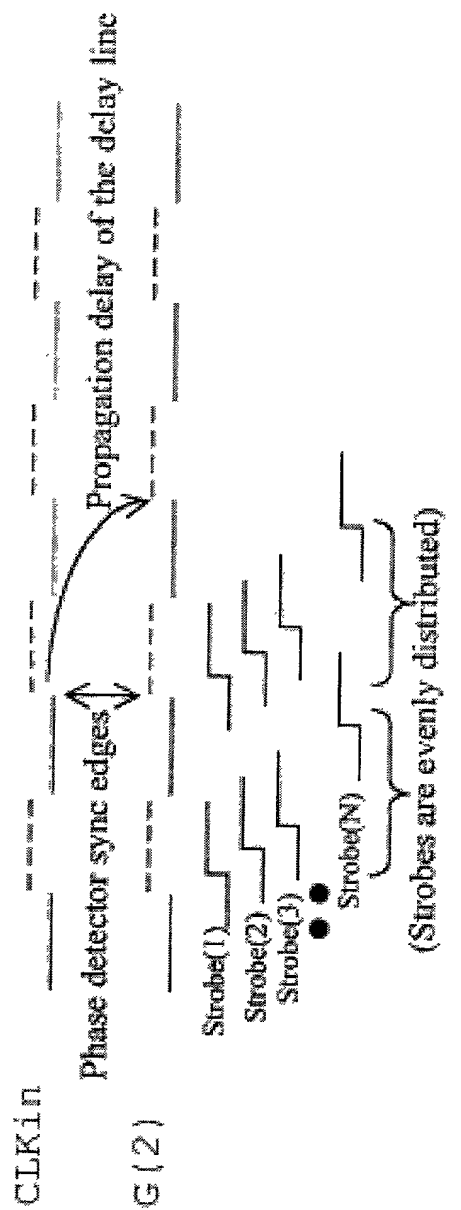 CLKin
Phase detector sync edges
Propagation delay of the delay line
G(2)
Strobe(1)
Strobe(2)
Strobe(3)
Strobe(N)
(Strobes are evenly distributed)